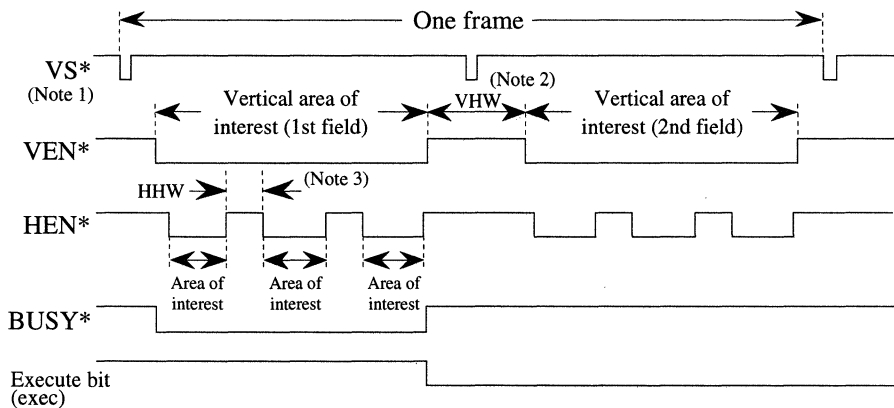 One frame
VS*
(Note 1)
(Note 2)
Vertical area of
interest (1st field)
VHW
Vertical area of
interest (2nd field)
VEN*
HHW
(Note 3)
HEN*
Area of
interest
Area of
interest
Area of
interest
BUSY*
Execute bit
(exec)